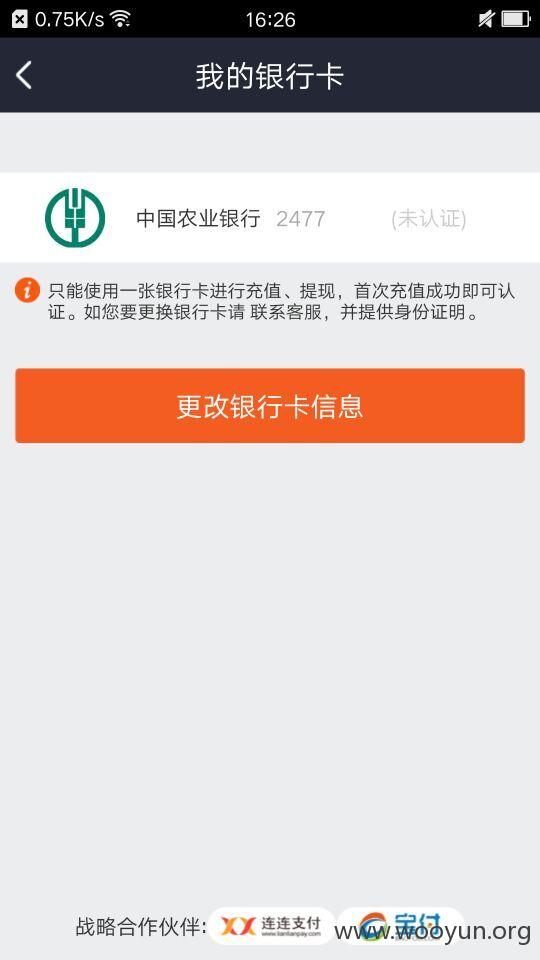 0.75K/s 16:26
我的银行卡
中国农业银行 2477 (未认证)
只能使用一张银行卡进行充值、提现，首次充值成功即可认
证。如您要更换银行卡请 联系客服，并提供身份证明。
更改银行卡信息
战略合作伙伴: 连连支付 宝付
www.lianlianpay.com
www.wooyun.org